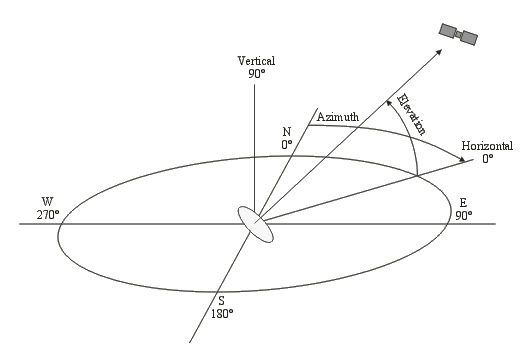 Vertical
90°
N
0°
Azimuth
Elevation
Horizontal
0°
W
270°
E
90°
S
180°